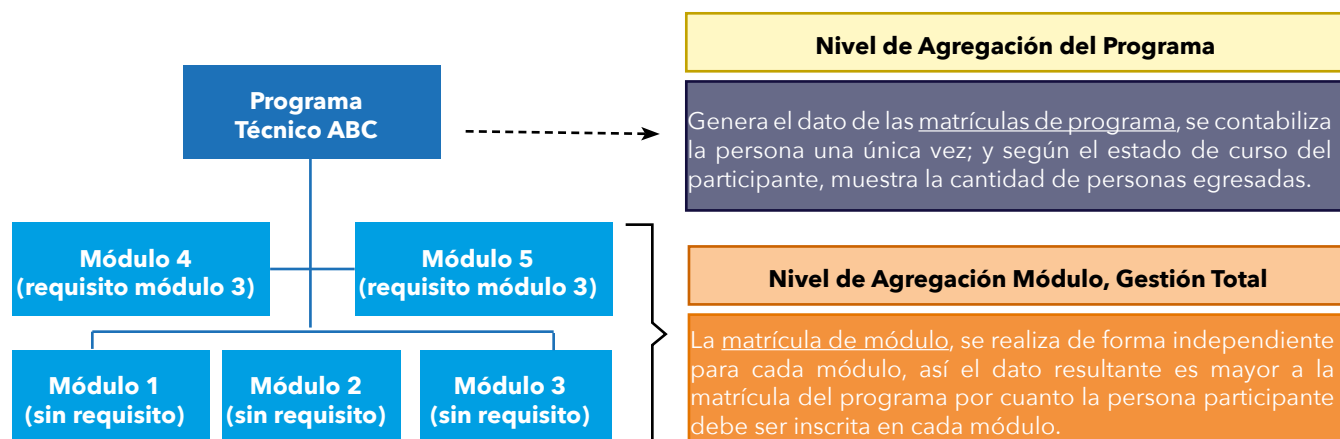 Programa
Técnico ABC
Nivel de Agregación del Programa
Genera el dato de las matrículas de programa, se contabiliza
la persona una única vez; y según el estado de curso del
participante, muestra la cantidad de personas egresadas.
Módulo 4
(requisito módulo 3)
Módulo 5
(requisito módulo 3)
Módulo 1
(sin requisito)
Módulo 2
(sin requisito)
Módulo 3
(sin requisito)
Nivel de Agregación Módulo, Gestión Total
La matrícula de módulo, se realiza de forma independiente
para cada módulo, así el dato resultante es mayor a la
matrícula del programa por cuanto la persona participante
debe ser inscrita en cada módulo.